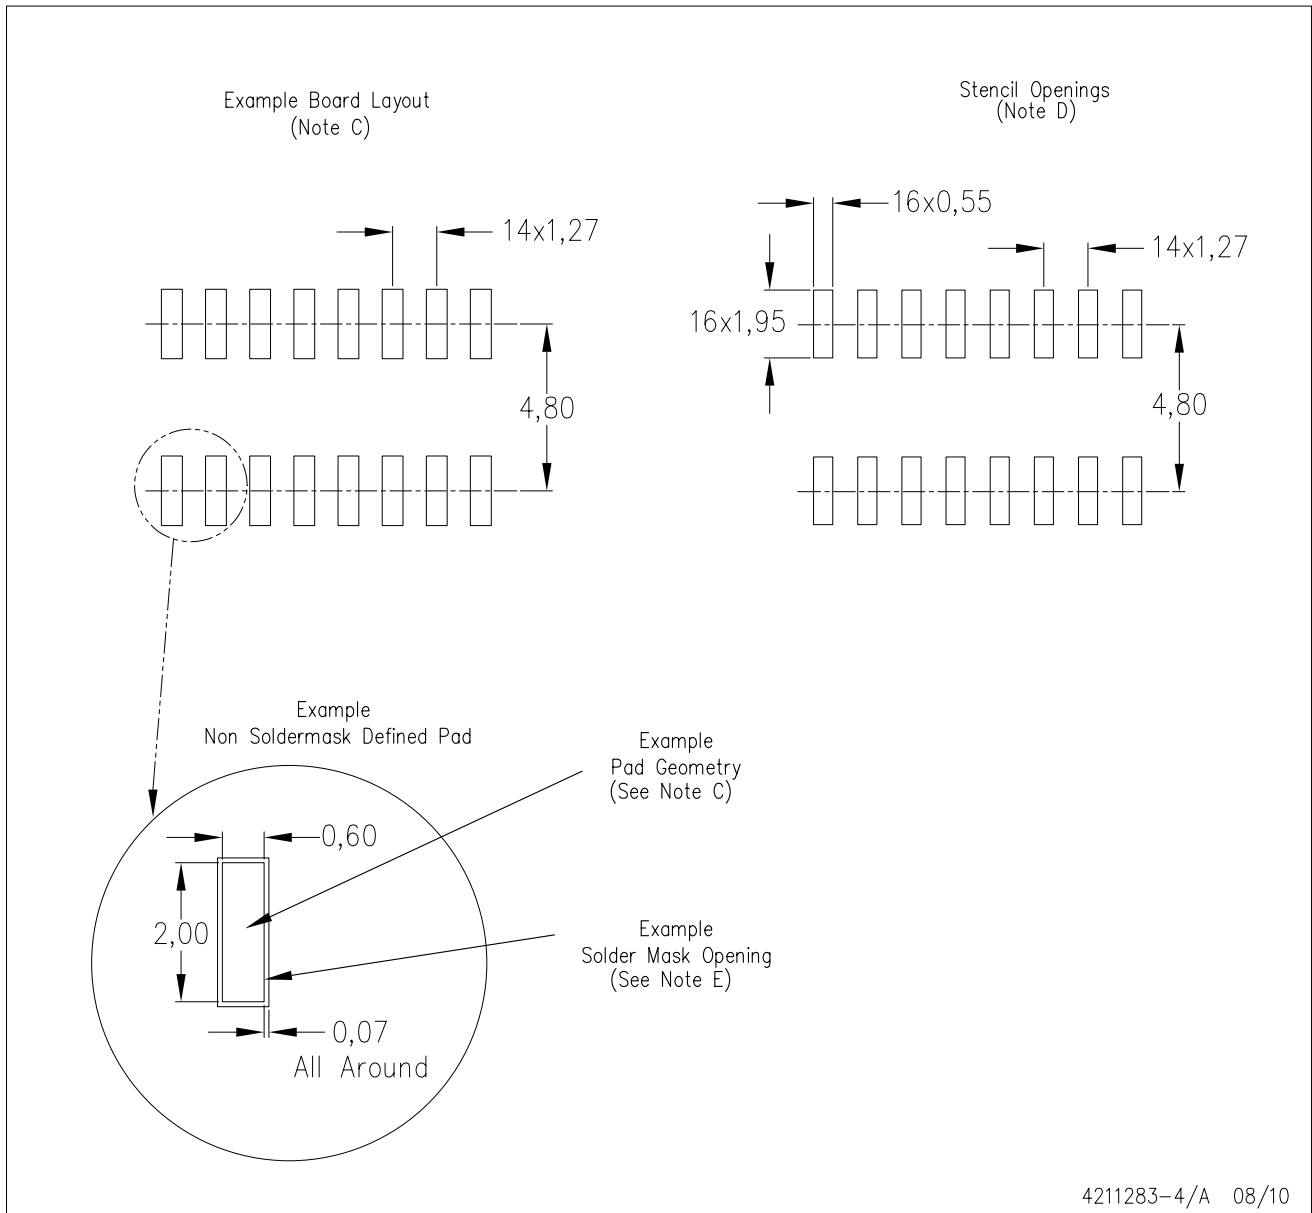 Example Board Layout
(Note C)
Stencil Openings
(Note D)
14x1,27
4,80
16x0,55
14x1,27
16x1,95
4,80
Example
Non Soldermask Defined Pad
Example
Pad Geometry
(See Note C)
0,60
2,00
Example
Solder Mask Opening
(See Note E)
0,07
All Around
4211283-4/A 08/10